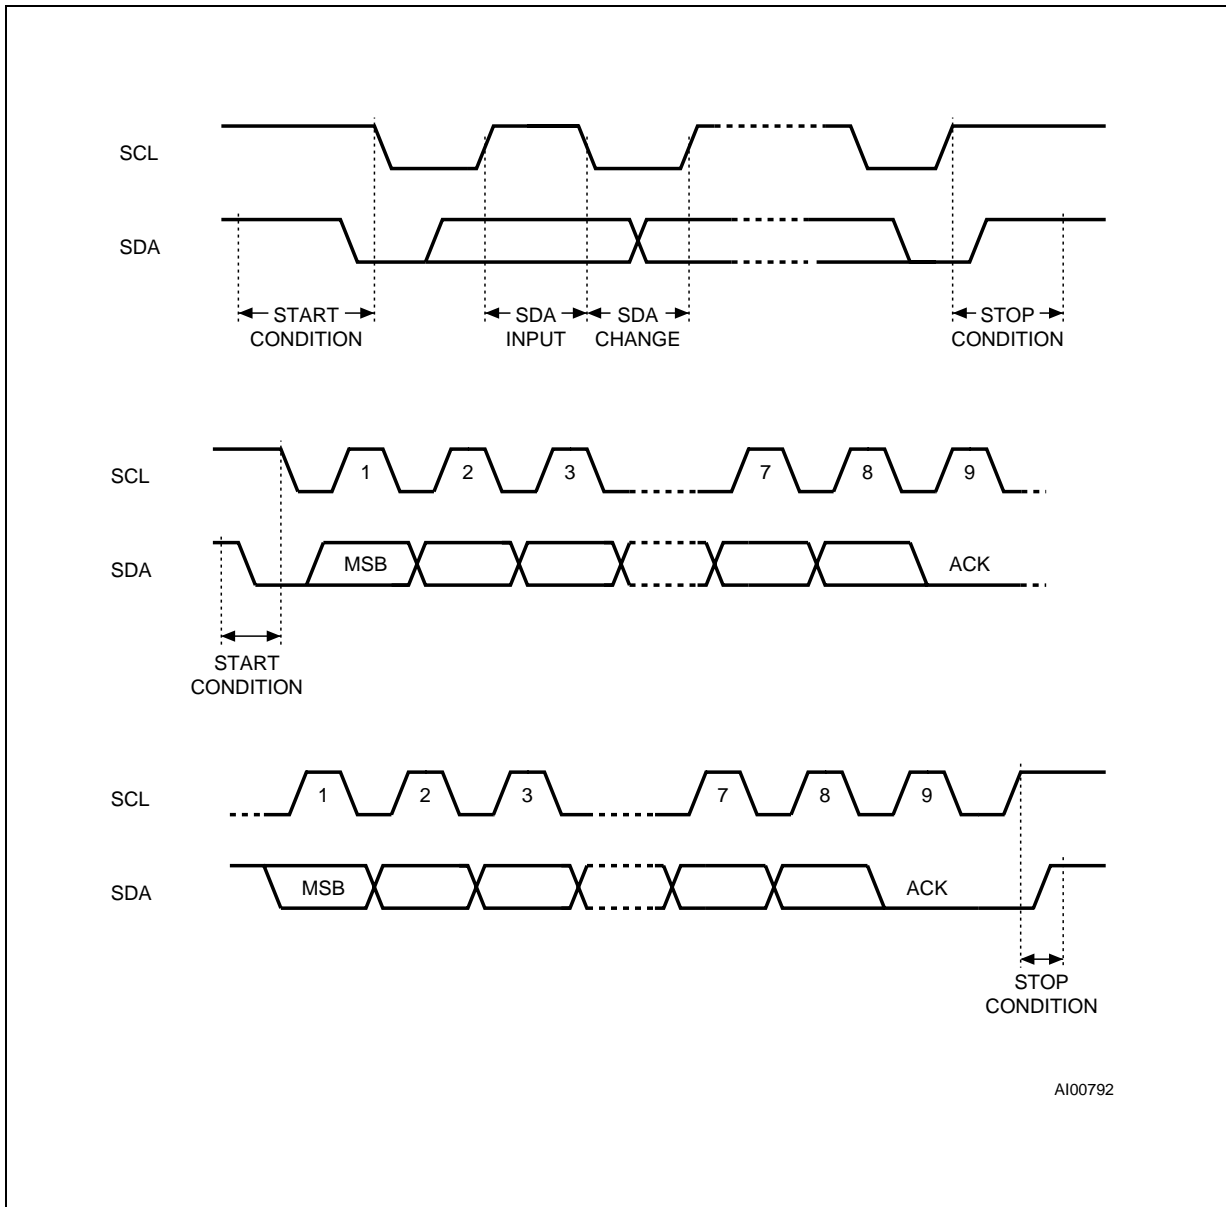 SCL
SDA
START
CONDITION
SDA
INPUT
SDA
CHANGE
STOP
CONDITION
SCL
1 2 3 7 8 9
SDA
MSB ACK
START
CONDITION
SCL
1 2 3 7 8 9
SDA
MSB ACK
STOP
CONDITION
AI00792